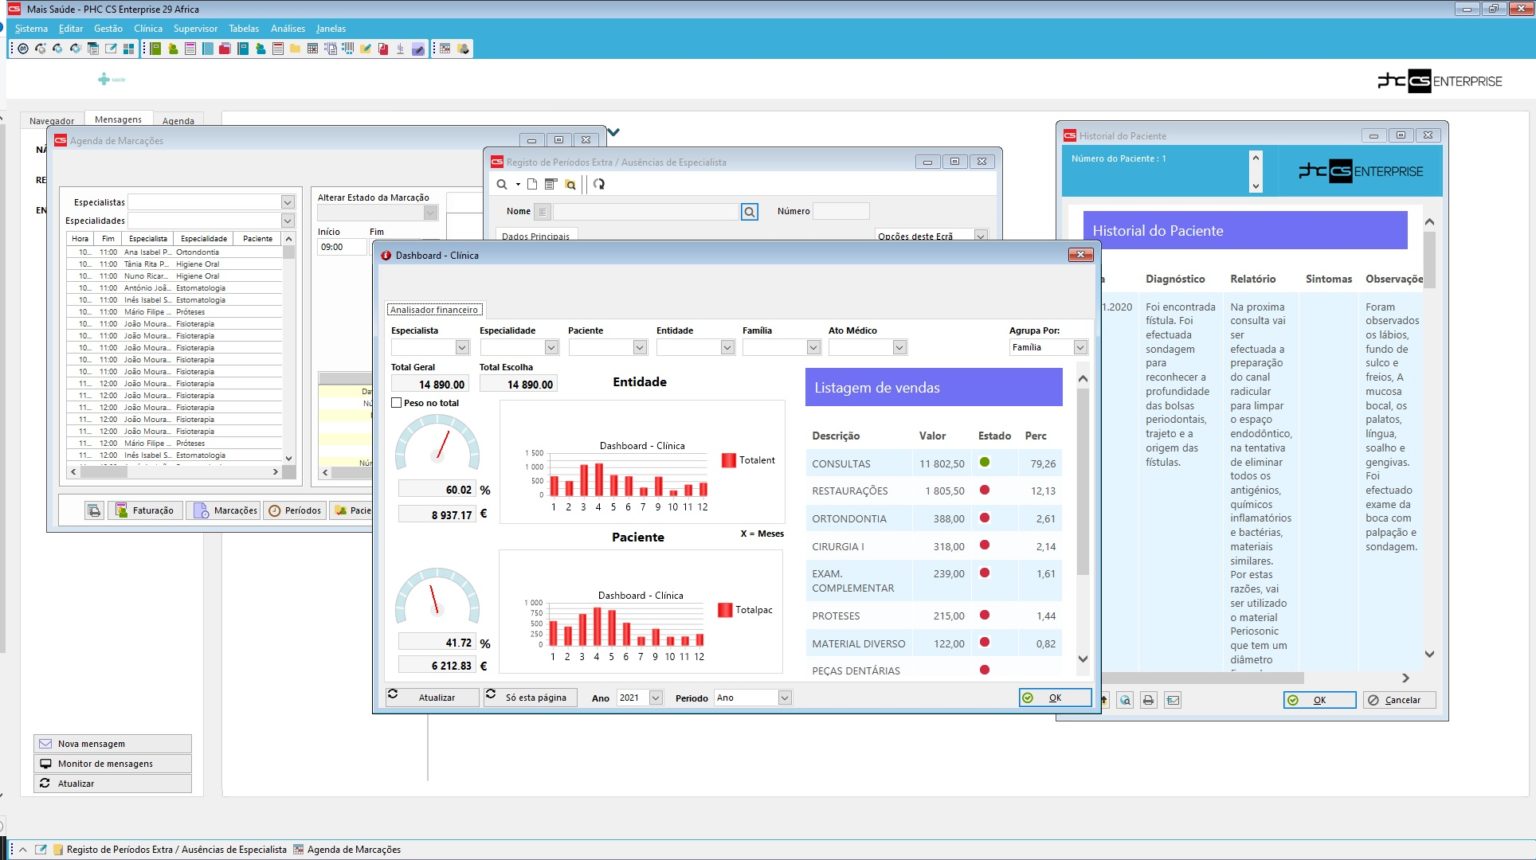 Mais Saúde - PHC CS Enterprise 29 Africa
Sistema Editar Gestão Clínica Supervisor Tabelas Análises Janelas
saúde
phc CS ENTERPRISE
Navegador Mensagens Agenda
CS Agenda de Marcações
Especialistas
Especialidades
Hora Fim Especialista Especialidade Paciente
10... 11:00 Ana Isabel P... Ortondontia
10... 11:00 Tânia Rita P... Higiene Oral
10... 11:00 Nuno Ricar... Higiene Oral
10... 11:00 António Joã... Estomatologia
10... 11:00 Inês Isabel S... Estomatologia
10... 11:00 Mário Filipe ... Próteses
10... 11:00 João Moura... Fisioterapia
10... 11:00 João Moura... Fisioterapia
10... 11:00 João Moura... Fisioterapia
10... 11:00 João Moura... Fisioterapia
10... 11:00 João Moura... Fisioterapia
11... 12:00 João Moura... Fisioterapia
11... 12:00 João Moura... Fisioterapia
11... 12:00 João Moura... Fisioterapia
11... 12:00 João Moura... Fisioterapia
11... 12:00 João Moura... Fisioterapia
11... 12:00 Mário Filipe ... Próteses
11... 12:00 Inês Isabel S... Estomatologia
Alterar Estado da Marcação
Início Fim
09:00
Faturação Marcações Períodos Pacie
CS Registo de Períodos Extra / Ausências de Especialista
Nome Número
Dados Principais Opções deste Ecrã
Dashboard - Clínica
Analisador financeiro
Especialista Especialidade Paciente Entidade Família Ato Médico Agrupa Por:
Família
Total Geral Total Escolha
14 890.00 14 890.00
Peso no total
60.02 %
8 937.17 €
41.72 %
6 212.83 €
Entidade
Dashboard - Clínica
1 500
1 000
500
0
1 2 3 4 5 6 7 8 9 10 11 12
Totalent
X = Meses
Paciente
Dashboard - Clínica
1 000
750
500
250
0
1 2 3 4 5 6 7 8 9 10 11 12
Totalpac
Listagem de vendas
Descrição Valor Estado Perc
CONSULTAS 11 802,50 79,26
RESTAURAÇÕES 1 805,50 12,13
ORTONDONTIA 388,00 2,61
CIRURGIA I 318,00 2,14
EXAM. COMPLEMENTAR 239,00 1,61
PROTESES 215,00 1,44
MATERIAL DIVERSO 122,00 0,82
PEÇAS DENTÁRIAS
Atualizar Só esta página Ano 2021 Periodo Ano OK
CS Historial do Paciente
Número do Paciente : 1
phc CS ENTERPRISE
Historial do Paciente
Diagnóstico Relatório Sintomas Observaçõe
1.2020
Foi encontrada
fístula. Foi
efectuada
sondagem
para
reconhecer a
profundidade
das bolsas
periodontais,
trajeto e a
origem das
fístulas.
Na proxima
consulta vai
ser
efectuada a
preparação
do canal
radicular
para limpar
o espaço
endodôntico,
na tentativa
de eliminar
todos os
antigénios,
químicos
inflamatórios
e bactérias,
materiais
similares.
Por estas
razões, vai
ser utilizado
o material
Periosonic
que tem um
diâmetro
Foram
observados
os lábios,
fundo de
sulco e
freios, A
mucosa
bocal, os
palatos,
língua,
soalho e
gengivas.
Foi
efectuado
exame da
boca com
palpação e
sondagem.
OK Cancelar
Nova mensagem
Monitor de mensagens
Atualizar
Registo de Períodos Extra / Ausências de Especialista Agenda de Marcações